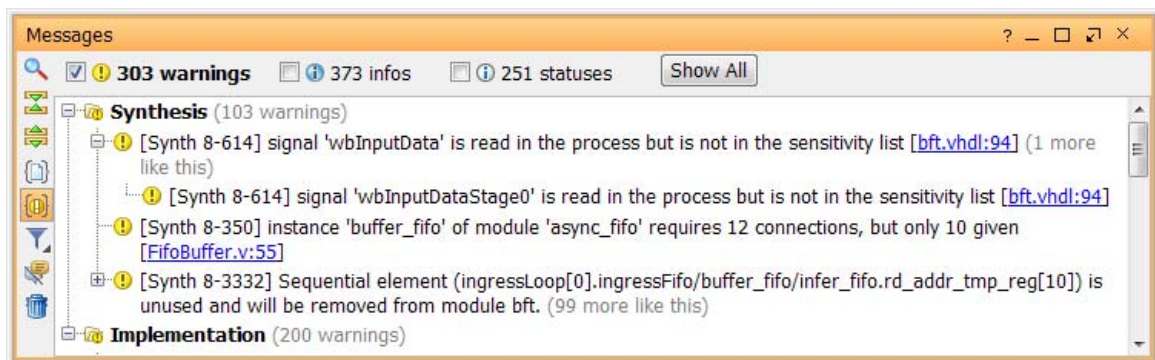 Messages
303 warnings 373 infos 251 statuses Show All
Synthesis (103 warnings)
[Synth 8-614] signal 'wbInputData' is read in the process but is not in the sensitivity list [bft.vhdl:94] (1 more
like this)
[Synth 8-614] signal 'wbInputDataStage0' is read in the process but is not in the sensitivity list [bft.vhdl:94]
[Synth 8-350] instance 'buffer_fifo' of module 'async_fifo' requires 12 connections, but only 10 given
[FifoBuffer.v:55]
[Synth 8-3332] Sequential element (ingressLoop[0].ingressFifo/buffer_fifo/infer_fifo.rd_addr_tmp_reg[10]) is
unused and will be removed from module bft. (99 more like this)
Implementation (200 warnings)